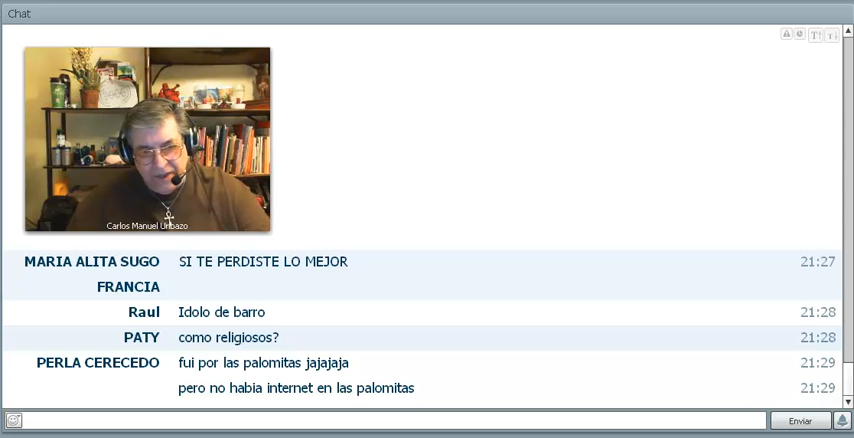 Chat
Carlos Manuel Uribazo
MARIA ALITA SUGO FRANCIA SI TE PERDISTE LO MEJOR 21:27
Raul Idolo de barro 21:28
PATY como religiosos? 21:28
PERLA CERECEDO fui por las palomitas jajajaja 21:29
pero no habia internet en las palomitas 21:29
Enviar